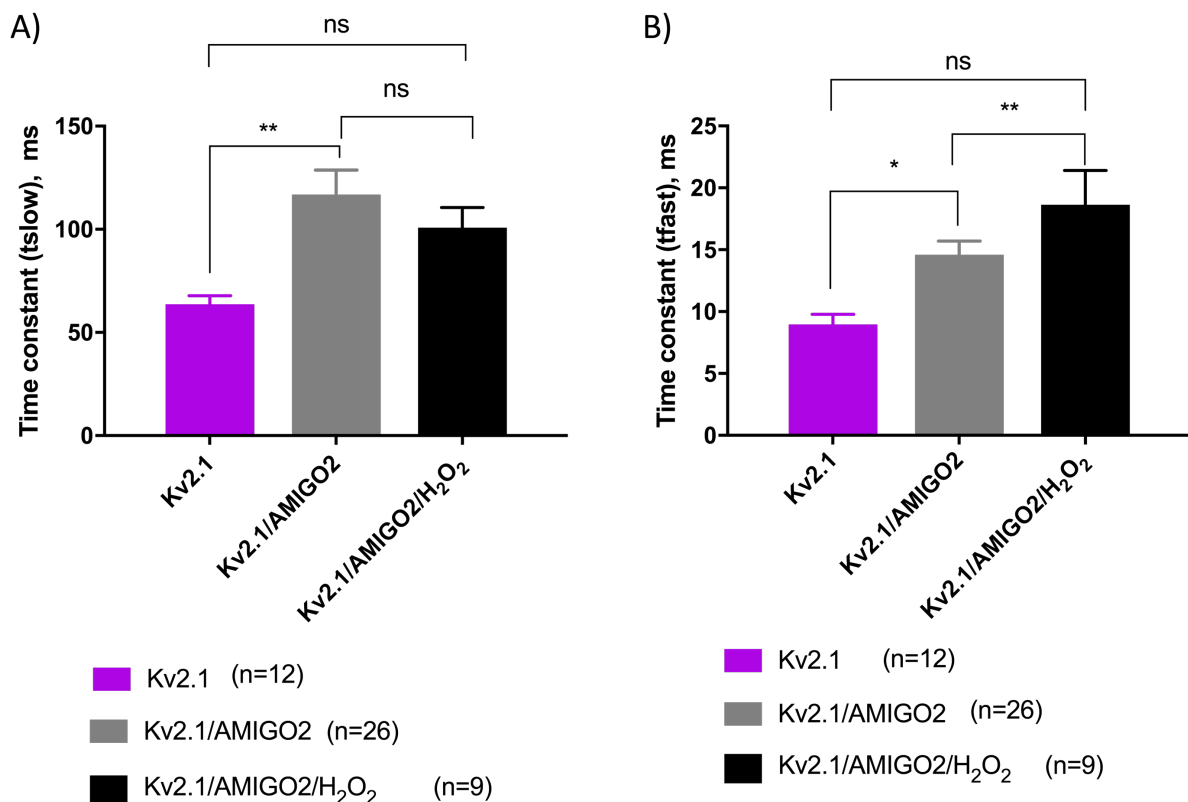 A)
ns
ns
**
Time constant (tslow), ms
150
100
50
0
Kv2.1
Kv2.1/AMIGO2
Kv2.1/AMIGO2/H₂O₂
Kv2.1 (n=12)
Kv2.1/AMIGO2 (n=26)
Kv2.1/AMIGO2/H₂O₂ (n=9)
B)
ns
**
*
Time constant (tfast), ms
25
20
15
10
5
0
Kv2.1
Kv2.1/AMIGO2
Kv2.1/AMIGO2/H₂O₂
Kv2.1 (n=12)
Kv2.1/AMIGO2 (n=26)
Kv2.1/AMIGO2/H₂O₂ (n=9)